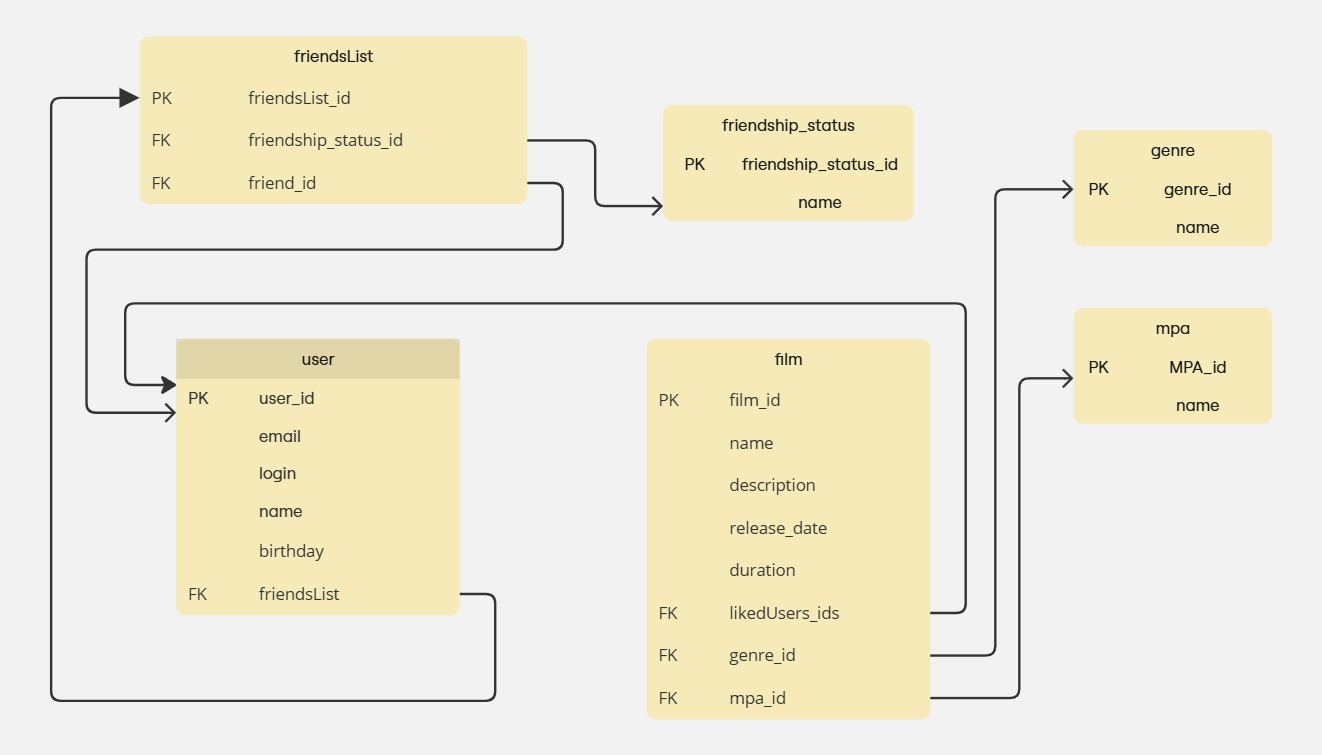 friendsList
PK friendsList_id
FK friendship_status_id
FK friend_id
friendship_status
PK friendship_status_id
name
genre
PK genre_id
name
mpa
PK MPA_id
name
user
PK user_id
email
login
name
birthday
FK friendsList
film
PK film_id
name
description
release_date
duration
FK likedUsers_ids
FK genre_id
FK mpa_id